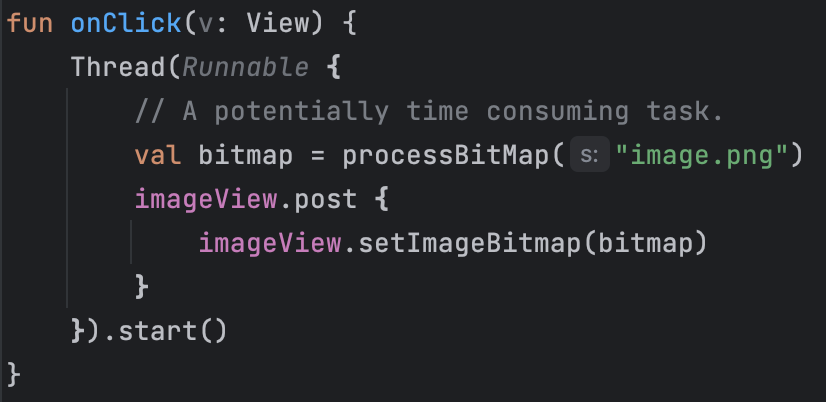 fun onClick(v: View) {
    Thread(Runnable {
        // A potentially time consuming task.
        val bitmap = processBitMap( s: "image.png")
        imageView.post {
            imageView.setImageBitmap(bitmap)
        }
    }).start()
}